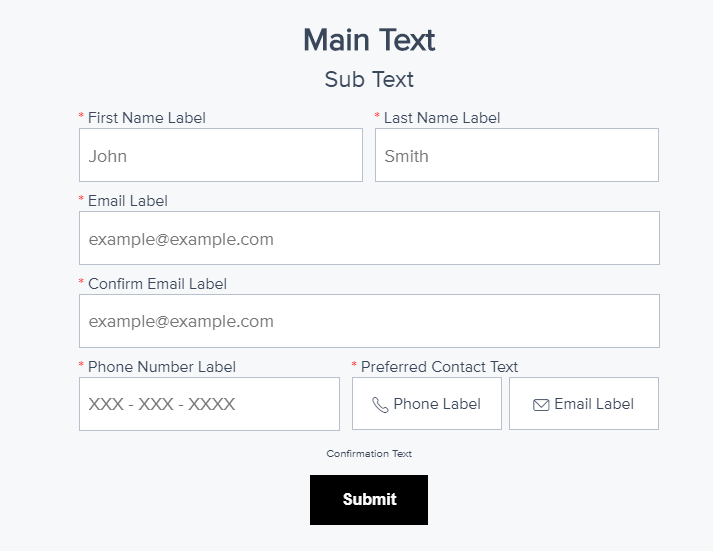 Main Text
Sub Text
* First Name Label * Last Name Label
John Smith
* Email Label
example@example.com
* Confirm Email Label
example@example.com
* Phone Number Label * Preferred Contact Text
XXX - XXX - XXXX Phone Label Email Label
Confirmation Text
Submit